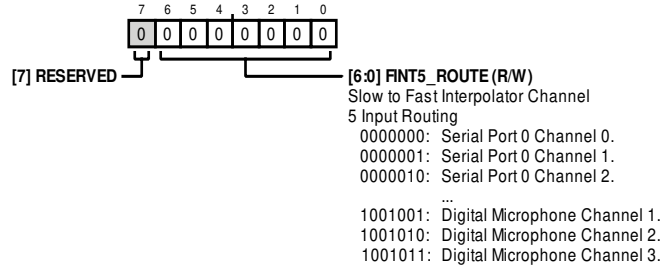 7 6 5 4 3 2 1 0
0 0 0 0 0 0 0 0
[7] RESERVED
[6:0] FINT5_ROUTE (R/W)
Slow to Fast Interpolator Channel
5 Input Routing
0000000: Serial Port 0 Channel 0.
0000001: Serial Port 0 Channel 1.
0000010: Serial Port 0 Channel 2.
...
1001001: Digital Microphone Channel 1.
1001010: Digital Microphone Channel 2.
1001011: Digital Microphone Channel 3.